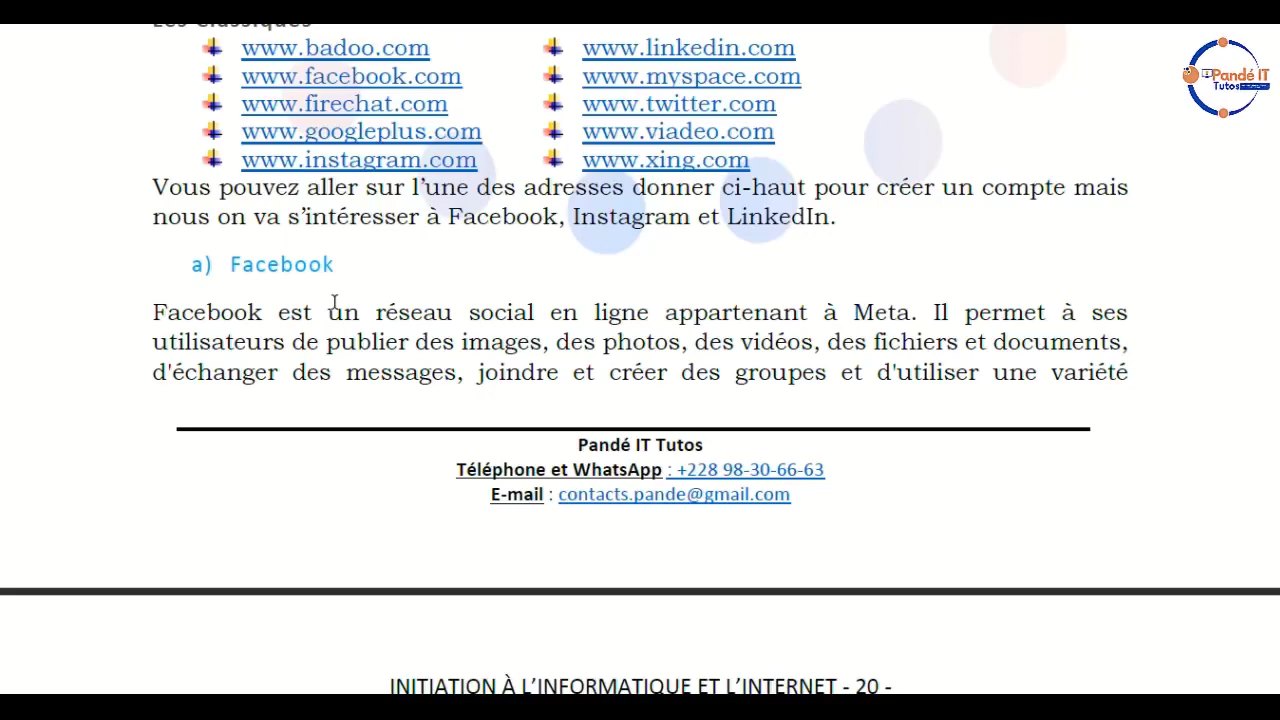 Les Classiques
www.badoo.com
www.facebook.com
www.firechat.com
www.googleplus.com
www.instagram.com
www.linkedin.com
www.myspace.com
www.twitter.com
www.viadeo.com
www.xing.com
Vous pouvez aller sur l’une des adresses donner ci-haut pour créer un compte mais
nous on va s’intéresser à Facebook, Instagram et LinkedIn.
a) Facebook
Facebook est un réseau social en ligne appartenant à Meta. Il permet à ses
utilisateurs de publier des images, des photos, des vidéos, des fichiers et documents,
d'échanger des messages, joindre et créer des groupes et d'utiliser une variété
Pandé IT Tutos
Téléphone et WhatsApp : +228 98-30-66-63
E-mail : contacts.pande@gmail.com
INITIATION À L’INFORMATIQUE ET L’INTERNET - 20 -
Pandé IT
Tutos